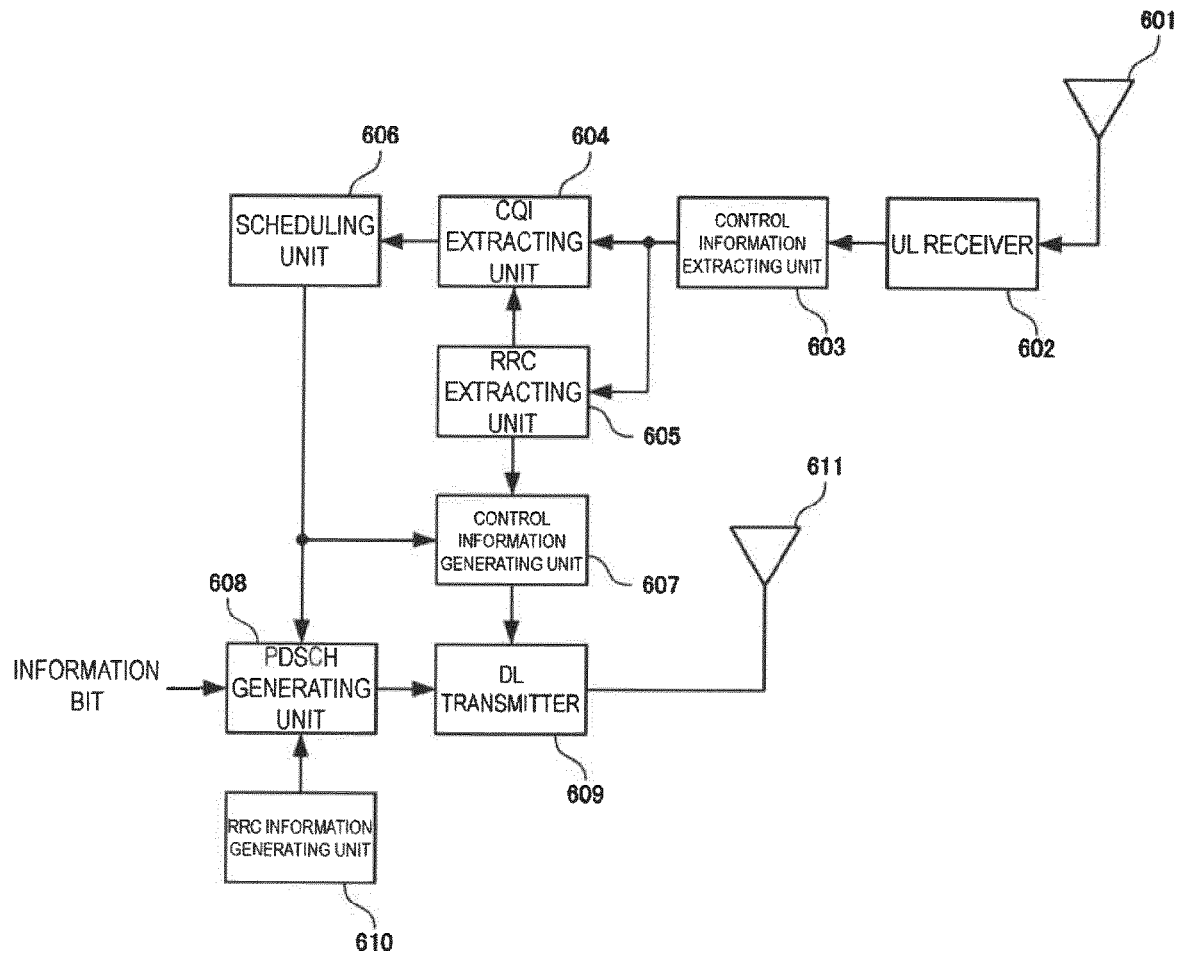 601
606
604
SCHEDULING
UNIT
CQI
EXTRACTING
UNIT
CONTROL
INFORMATION
EXTRACTING UNIT
UL RECEIVER
603
602
RRC
EXTRACTING
UNIT
605
611
CONTROL
INFORMATION
GENERATING UNIT
607
608
INFORMATION
BIT
PDSCH
GENERATING
UNIT
DL
TRANSMITTER
609
RRC INFORMATION
GENERATING UNIT
610